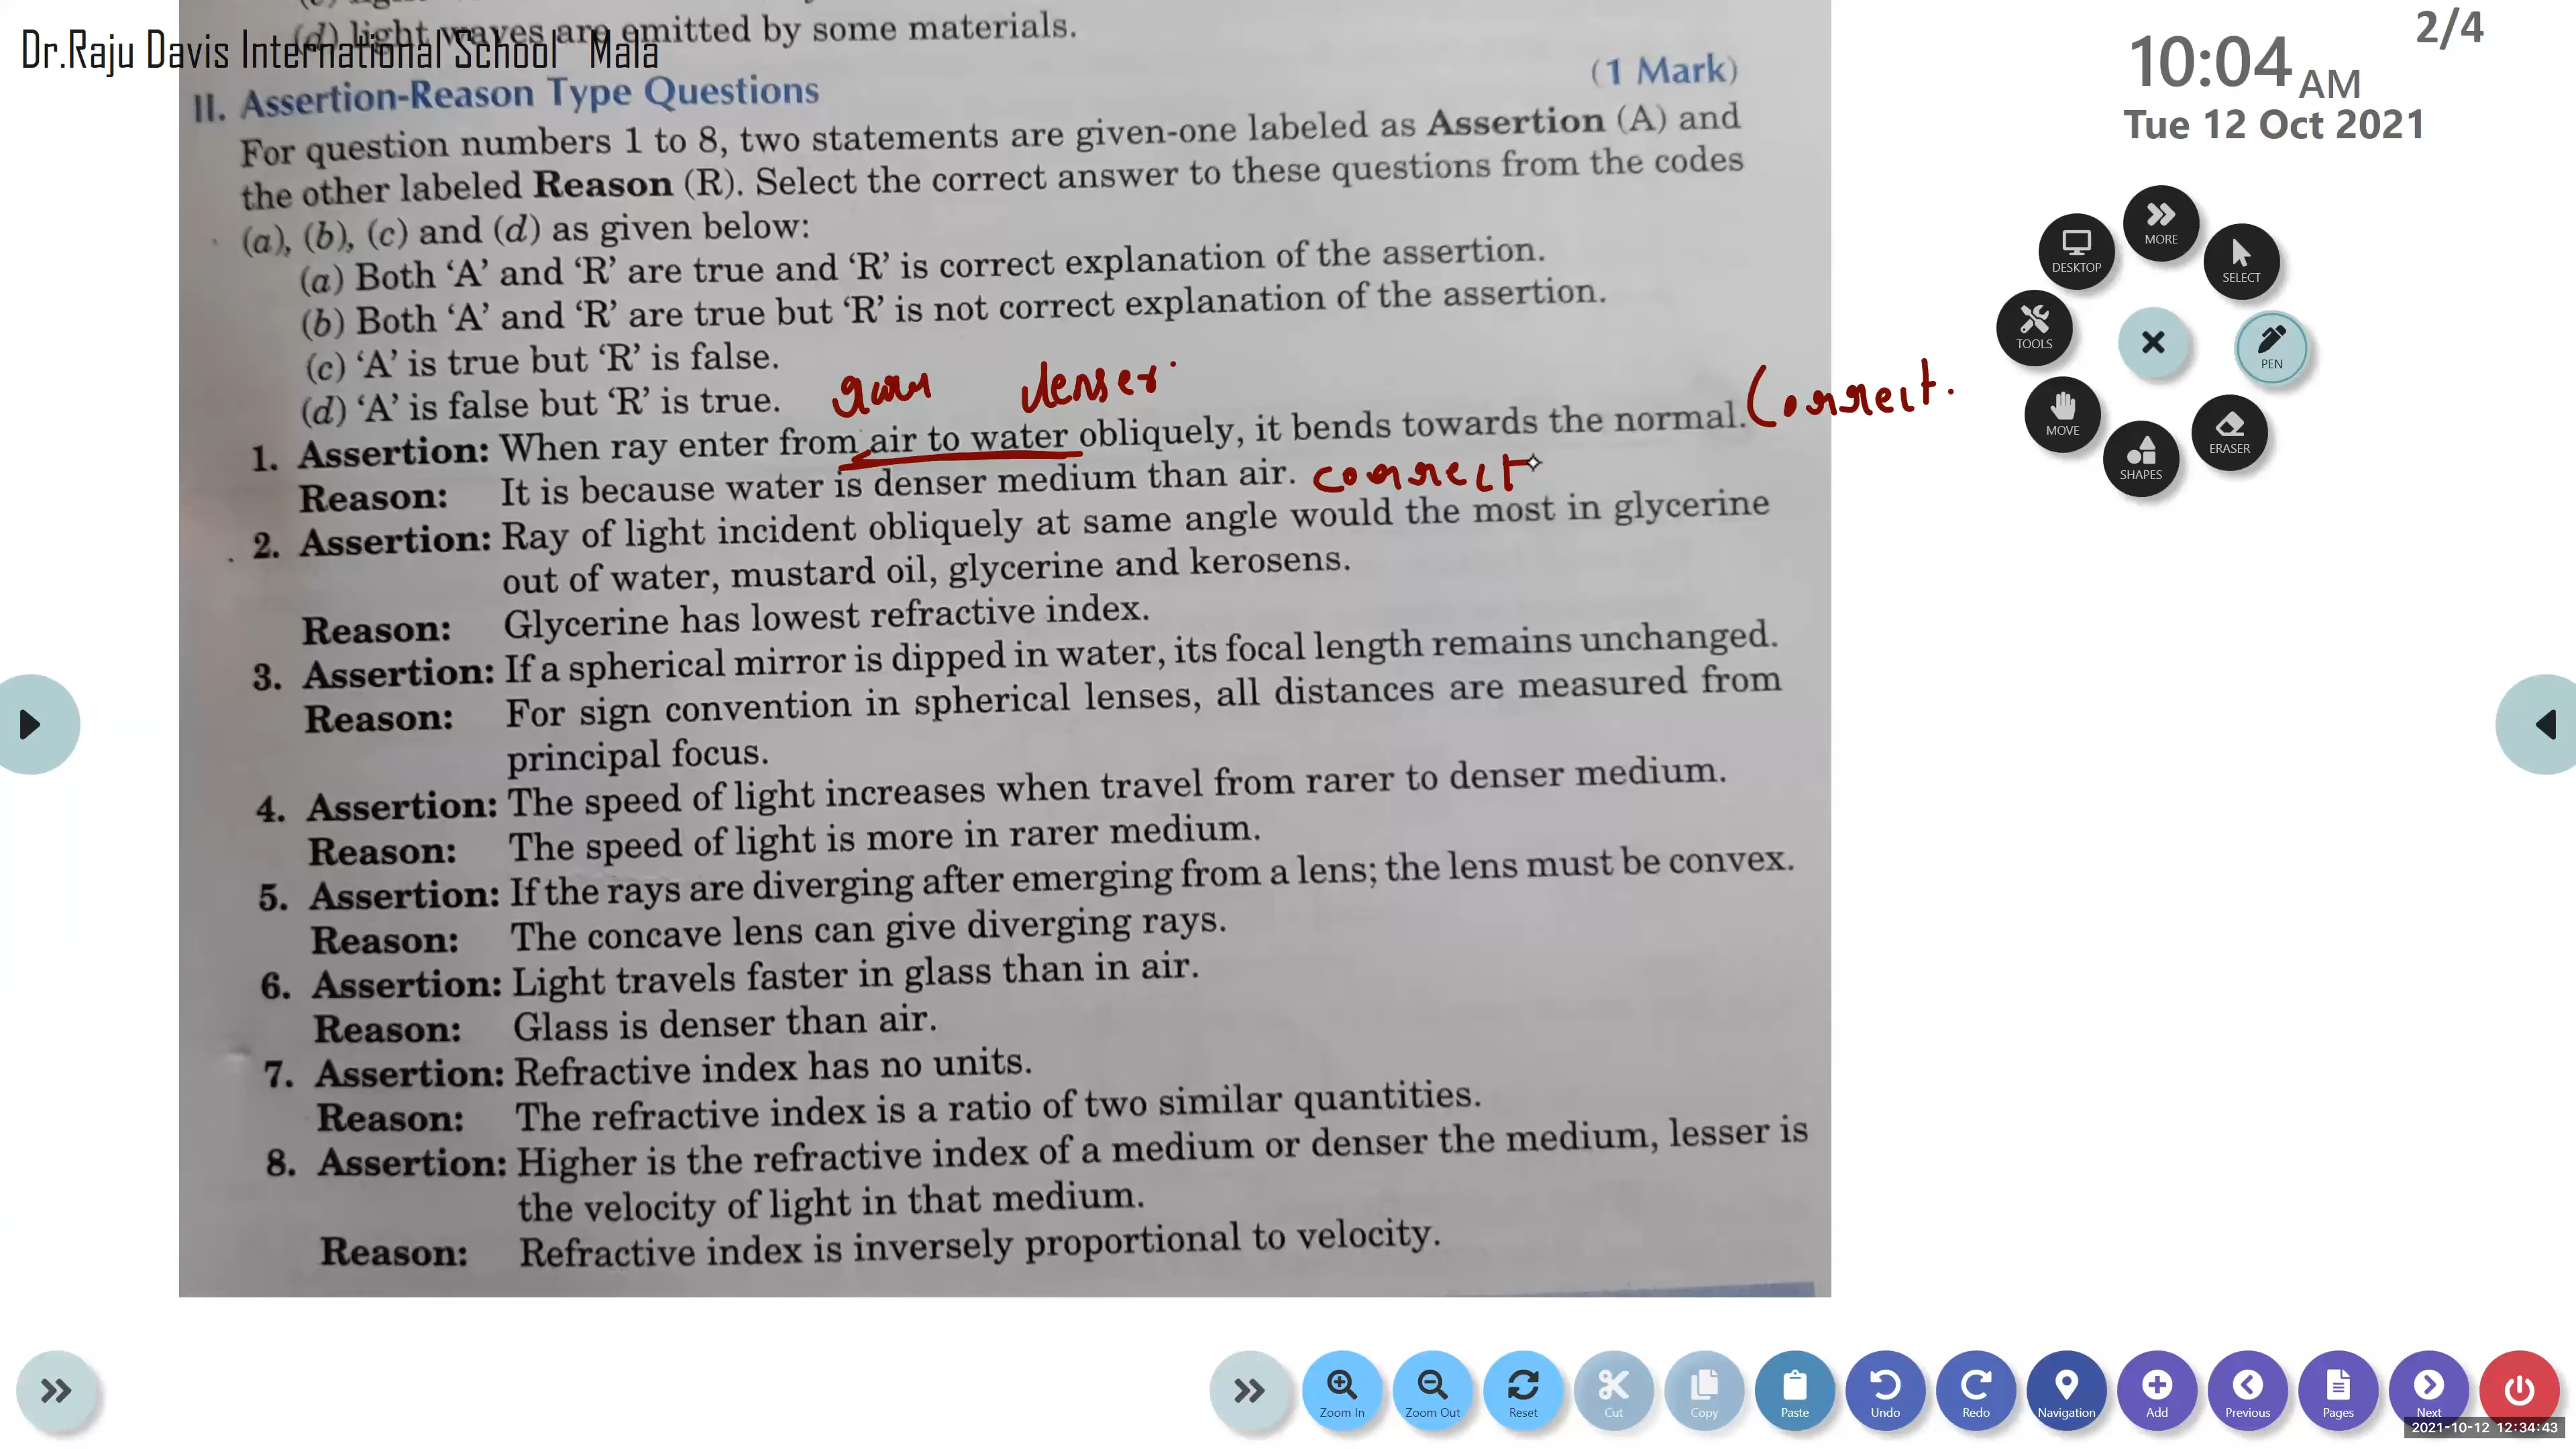 (d) light waves are emitted by some materials.
Dr.Raju Davis International School Mala
II. Assertion-Reason Type Questions (1 Mark)
For question numbers 1 to 8, two statements are given-one labeled as Assertion (A) and
the other labeled Reason (R). Select the correct answer to these questions from the codes
(a), (b), (c) and (d) as given below:
(a) Both ‘A’ and ‘R’ are true and ‘R’ is correct explanation of the assertion.
(b) Both ‘A’ and ‘R’ are true but ‘R’ is not correct explanation of the assertion.
(c) ‘A’ is true but ‘R’ is false.
(d) ‘A’ is false but ‘R’ is true.
denser
Correct.
1. Assertion: When ray enter from air to water obliquely, it bends towards the normal.
Reason: It is because water is denser medium than air. correct
2. Assertion: Ray of light incident obliquely at same angle would the most in glycerine
out of water, mustard oil, glycerine and kerosens.
Reason: Glycerine has lowest refractive index.
3. Assertion: If a spherical mirror is dipped in water, its focal length remains unchanged.
Reason: For sign convention in spherical lenses, all distances are measured from
principal focus.
4. Assertion: The speed of light increases when travel from rarer to denser medium.
Reason: The speed of light is more in rarer medium.
5. Assertion: If the rays are diverging after emerging from a lens; the lens must be convex.
Reason: The concave lens can give diverging rays.
6. Assertion: Light travels faster in glass than in air.
Reason: Glass is denser than air.
7. Assertion: Refractive index has no units.
Reason: The refractive index is a ratio of two similar quantities.
8. Assertion: Higher is the refractive index of a medium or denser the medium, lesser is
the velocity of light in that medium.
Reason: Refractive index is inversely proportional to velocity.
2/4
10:04 AM
Tue 12 Oct 2021
MORE
DESKTOP
SELECT
TOOLS
PEN
MOVE
ERASER
SHAPES
Zoom In
Zoom Out
Reset
Cut
Copy
Paste
Undo
Redo
Navigation
Add
Previous
Pages
Next
2021-10-12 12:34:43